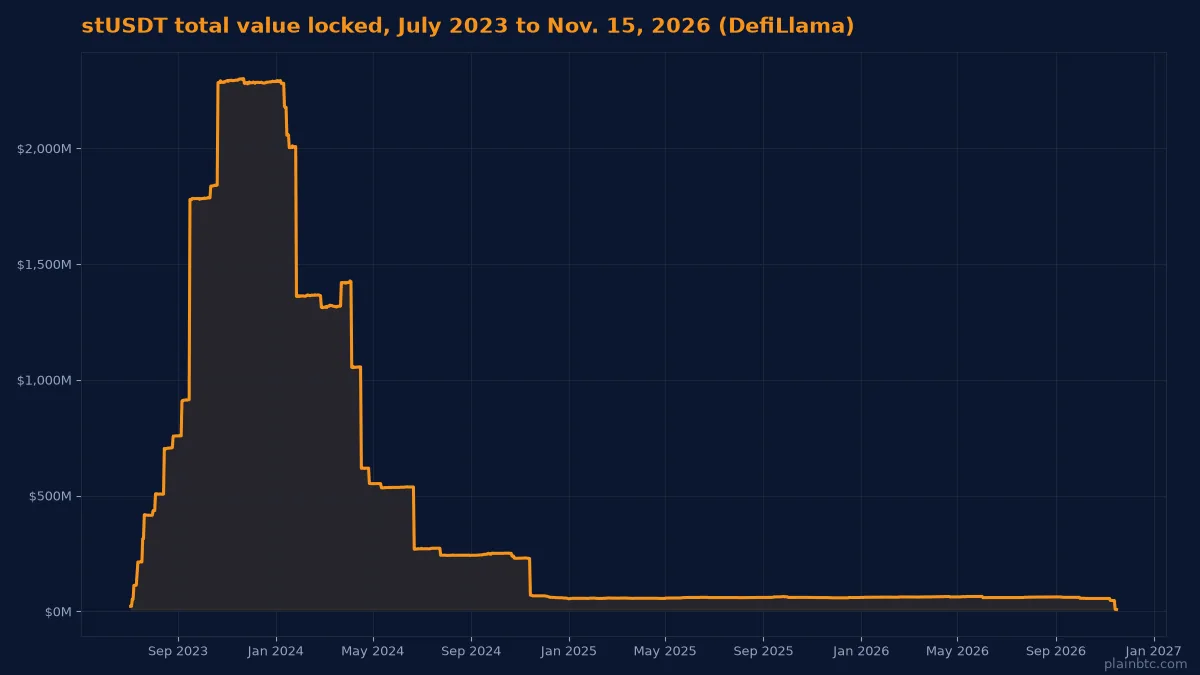 stUSDT total value locked, July 2023 to Nov. 15, 2026 (DefiLlama)
$2,000M
$1,500M
$1,000M
$500M
$0M
Sep 2023 Jan 2024 May 2024 Sep 2024 Jan 2025 May 2025 Sep 2025 Jan 2026 May 2026 Sep 2026 Jan 2027
plainbtc.com